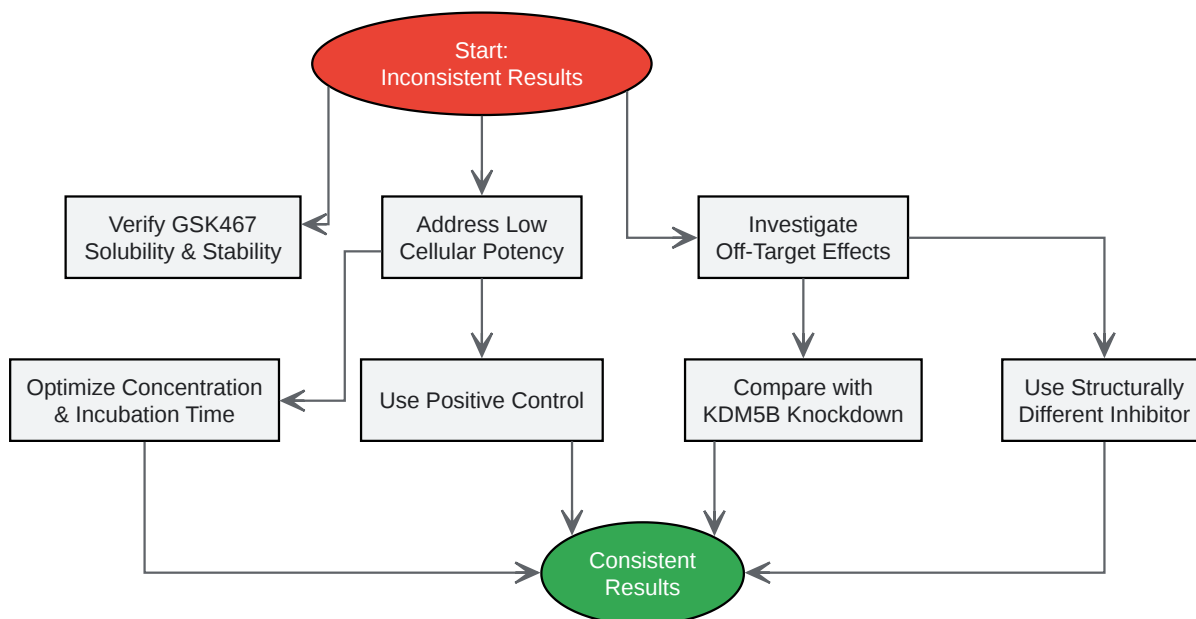 Start:
Inconsistent Results
Verify GSK467
Solubility & Stability
Address Low
Cellular Potency
Investigate
Off-Target Effects
Optimize Concentration
& Incubation Time
Use Positive Control
Compare with
KDM5B Knockdown
Use Structurally
Different Inhibitor
Consistent
Results